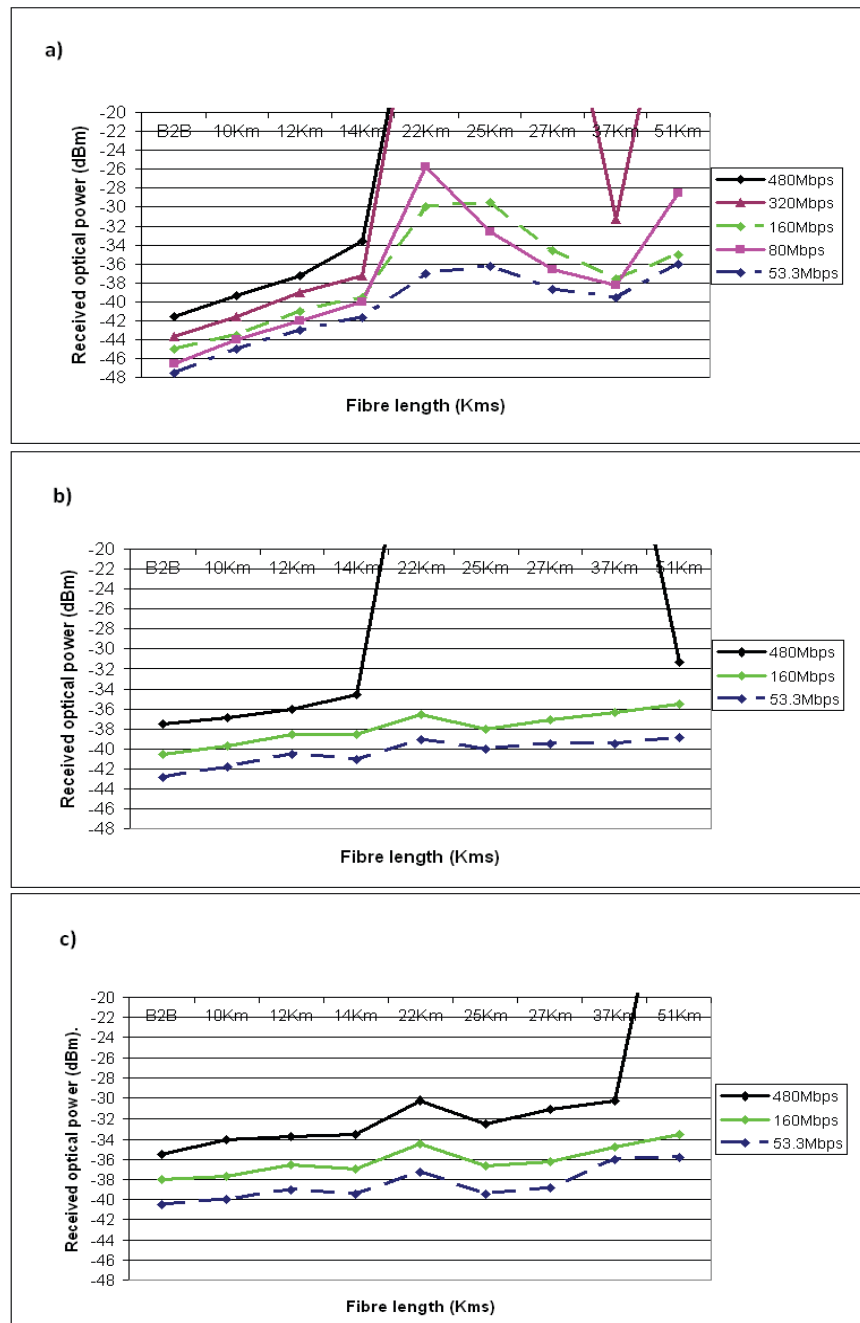 a)
-20
-22
-24
-26
-28
-30
-32
-34
-36
-38
-40
-42
-44
-46
-48
B2B 10Km 12Km 14Km 22Km 25Km 27Km 37Km 51Km
Received optical power (dBm)
Fibre length (Kms)
480Mbps
320Mbps
160Mbps
80Mbps
53.3Mbps
b)
-20
-22
-24
-26
-28
-30
-32
-34
-36
-38
-40
-42
-44
-46
-48
B2B 10Km 12Km 14Km 22Km 25Km 27Km 37Km 51Km
Received optical power (dBm)
Fibre length (Kms)
480Mbps
160Mbps
53.3Mbps
c)
-20
-22
-24
-26
-28
-30
-32
-34
-36
-38
-40
-42
-44
-46
-48
B2B 10Km 12Km 14Km 22Km 25Km 27Km 37Km 51Km
Received optical power (dBm).
Fibre length (Kms)
480Mbps
160Mbps
53.3Mbps